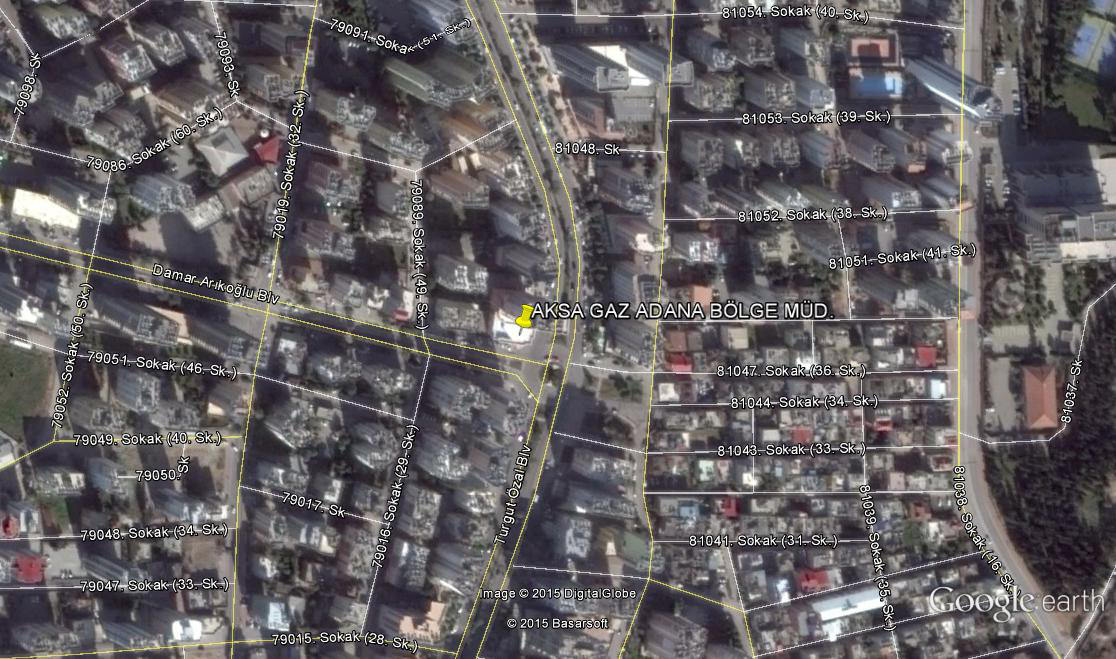 81054. Sokak (40. Sk.)
79091. Sokak (51. Sk.)
79093. Sk
79098. Sk
79019. Sokak (32. Sk.)
81053. Sokak (39. Sk.)
79086. Sokak (60. Sk.)
81048. Sk
79089. Sokak (49. Sk.)
81052. Sokak (38. Sk.)
81051. Sokak (41. Sk.)
Damar Arıkoğlu Blv
79052. Sokak (50. Sk.)
AKSA GAZ ADANA BÖLGE MÜD.
79051. Sokak (46. Sk.)
81047. Sokak (36. Sk.)
81037. Sk
81044. Sokak (34. Sk.)
79049. Sokak (40. Sk.)
81043. Sokak (33. Sk.)
79050. Sk
Turgut Özal Blv
79016. Sokak (29. Sk.)
79017. Sk
81039. Sokak (35. Sk.)
81038. Sokak (16. Sk.)
79048. Sokak (34. Sk.)
81041. Sokak (31. Sk.)
79047. Sokak (33. Sk.)
Image © 2015 DigitalGlobe
© 2015 Basarsoft
Google earth
79015. Sokak (28. Sk.)